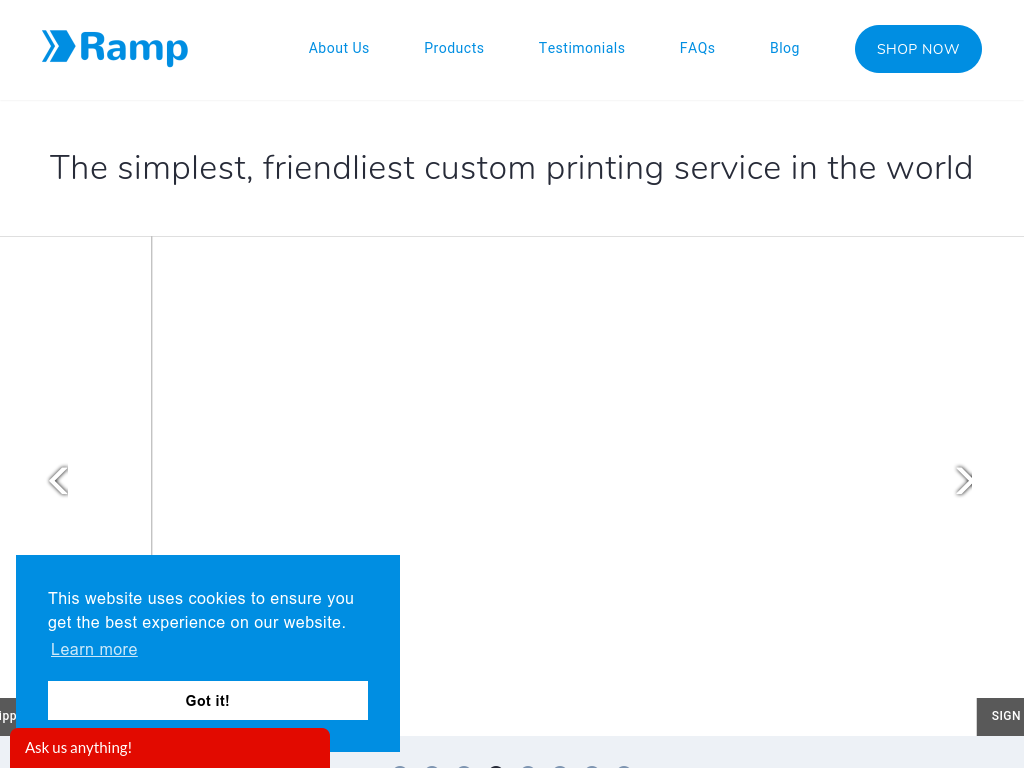 Ramp
About Us
Products
Testimonials
FAQs
Blog
SHOP NOW
The simplest, friendliest custom printing service in the world
This website uses cookies to ensure you
get the best experience on our website.
Learn more
Got it!
SIGN
Ask us anything!